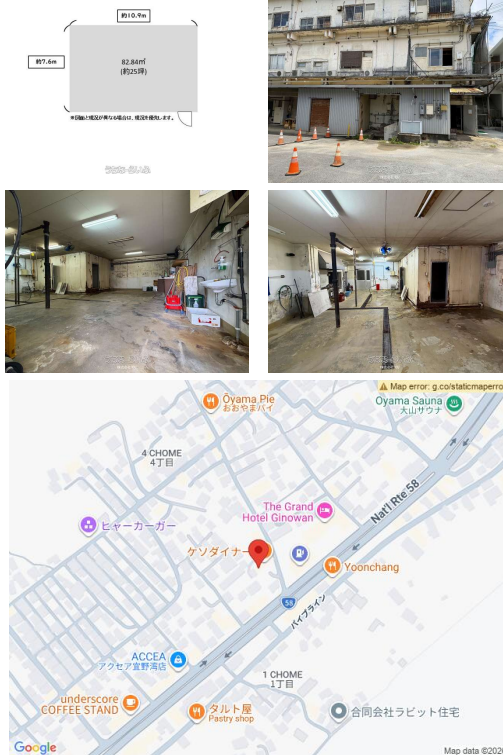 約10.9m
約7.6m
82.84㎡
(約25坪)
※図面と現況が異なる場合は、現況を優先します。
Map error: g.co/staticmaperro
Ōyama Pie
おおやまパイ
Oyama Sauna
大山サウナ
4 CHOME
4丁目
The Grand
Hotel Ginowan
Nat'l Rte 58
ヒャーカーガー
ケソダイナー
Yoonchang
58
パイプライン
ACCEA
アクセア宜野湾店
1 CHOME
1丁目
underscore
COFFEE STAND
タルト屋
Pastry shop
合同会社ラビット住宅
Google
Map data ©202